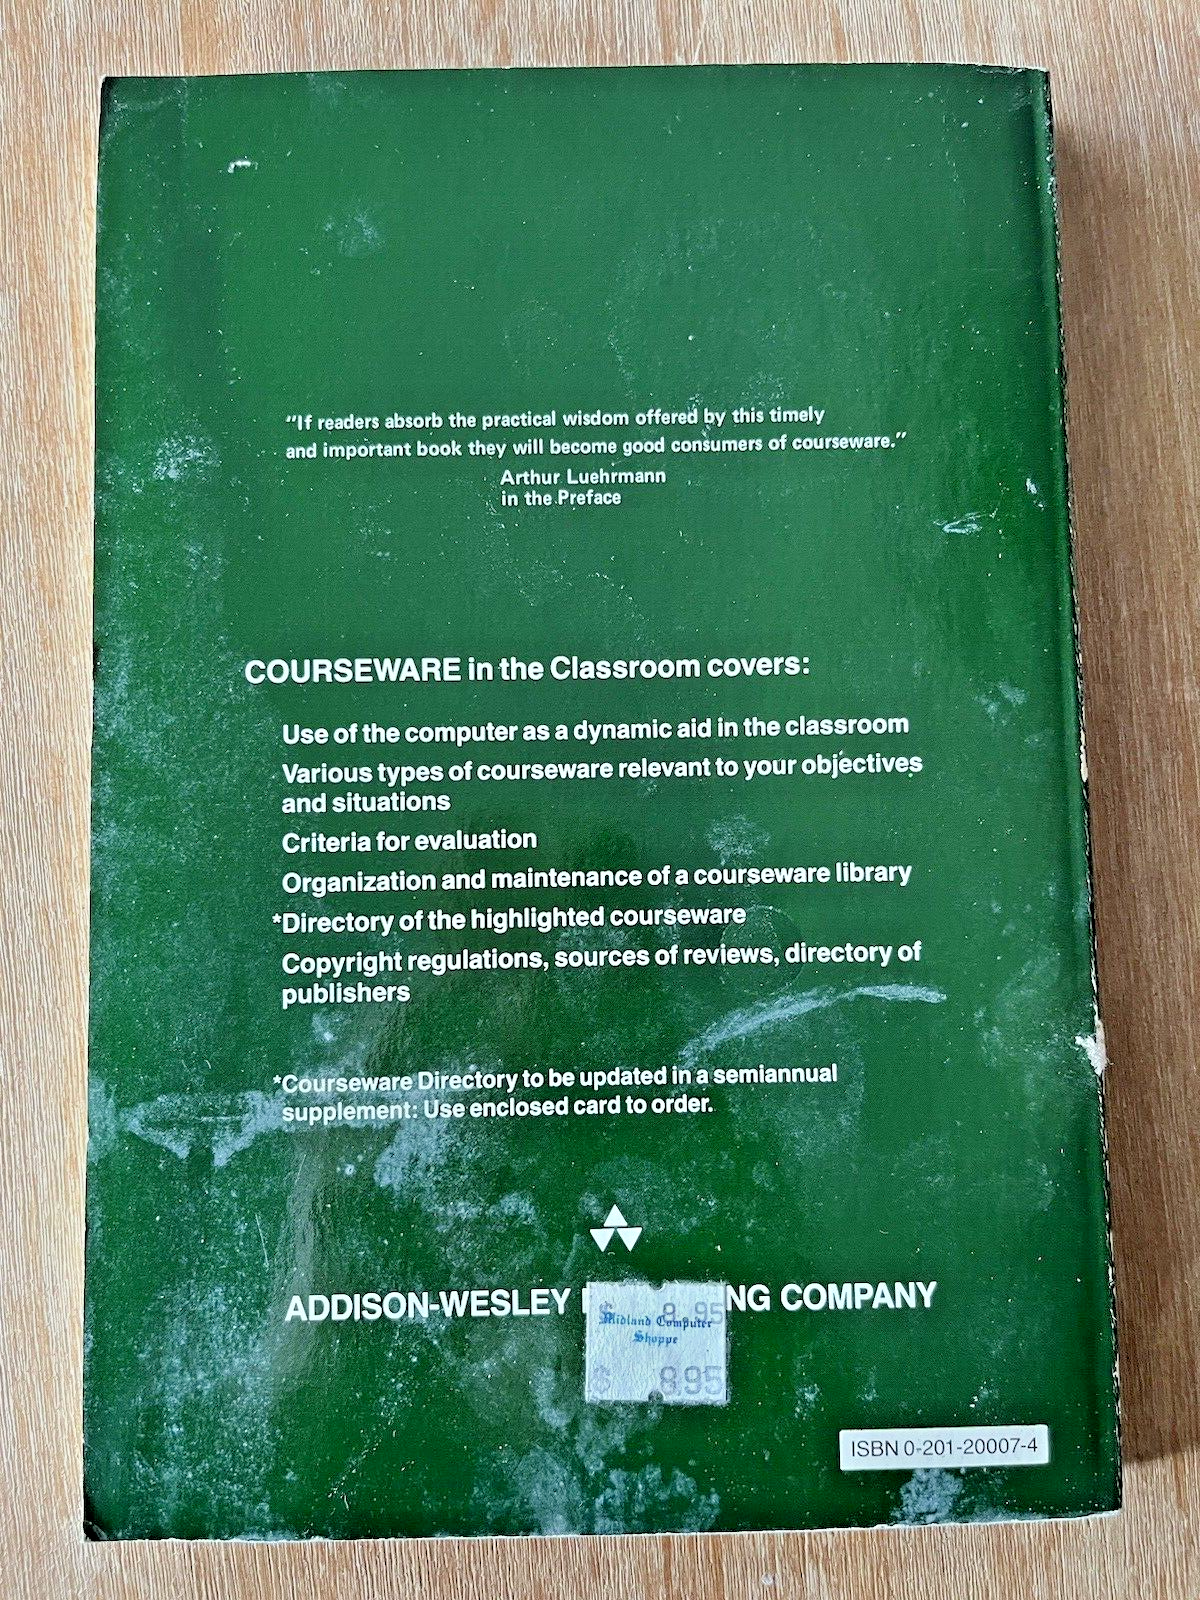 "If readers absorb the practical wisdom offered by this timely
and important book they will become good consumers of courseware."
Arthur Luehrmann
in the Preface
COURSEWARE in the Classroom covers:
Use of the computer as a dynamic aid in the classroom
Various types of courseware relevant to your objectives
and situations
Criteria for evaluation
Organization and maintenance of a courseware library
*Directory of the highlighted courseware
Copyright regulations, sources of reviews, directory of
publishers
*Courseware Directory to be updated in a semiannual
supplement: Use enclosed card to order.
ADDISON-WESLEY NG COMPANY
$ 8.95
Midland Computer
Shoppe
$ 8.95
ISBN 0-201-20007-4